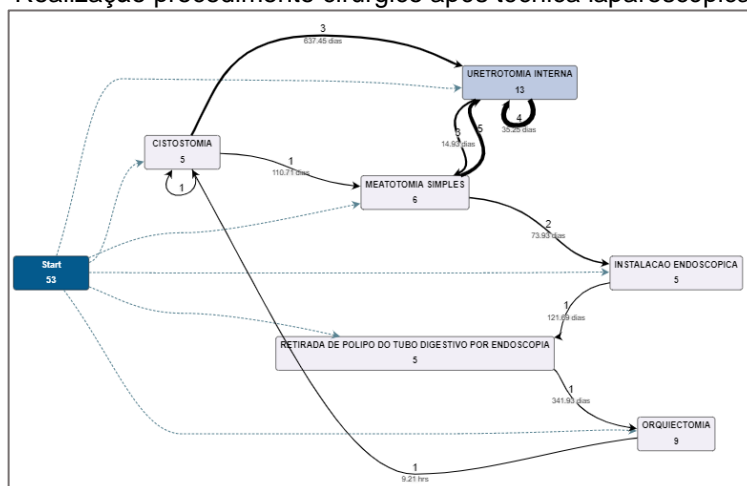 Realização procedimento cirúrgico após técnica laparoscópica
3
637.45 dias
URETROTOMIA INTERNA
13
4
35.25 dias
3
5
14.93 dias
CISTOSTOMIA
5
1
1
110.71 dias
MEATOTOMIA SIMPLES
6
2
73.93 dias
Start
53
INSTALACAO ENDOSCOPICA
5
1
121.69 dias
RETIRADA DE POLIPO DO TUBO DIGESTIVO POR ENDOSCOPIA
5
1
341.93 dias
ORQUIECTOMIA
9
1
9.21 hrs